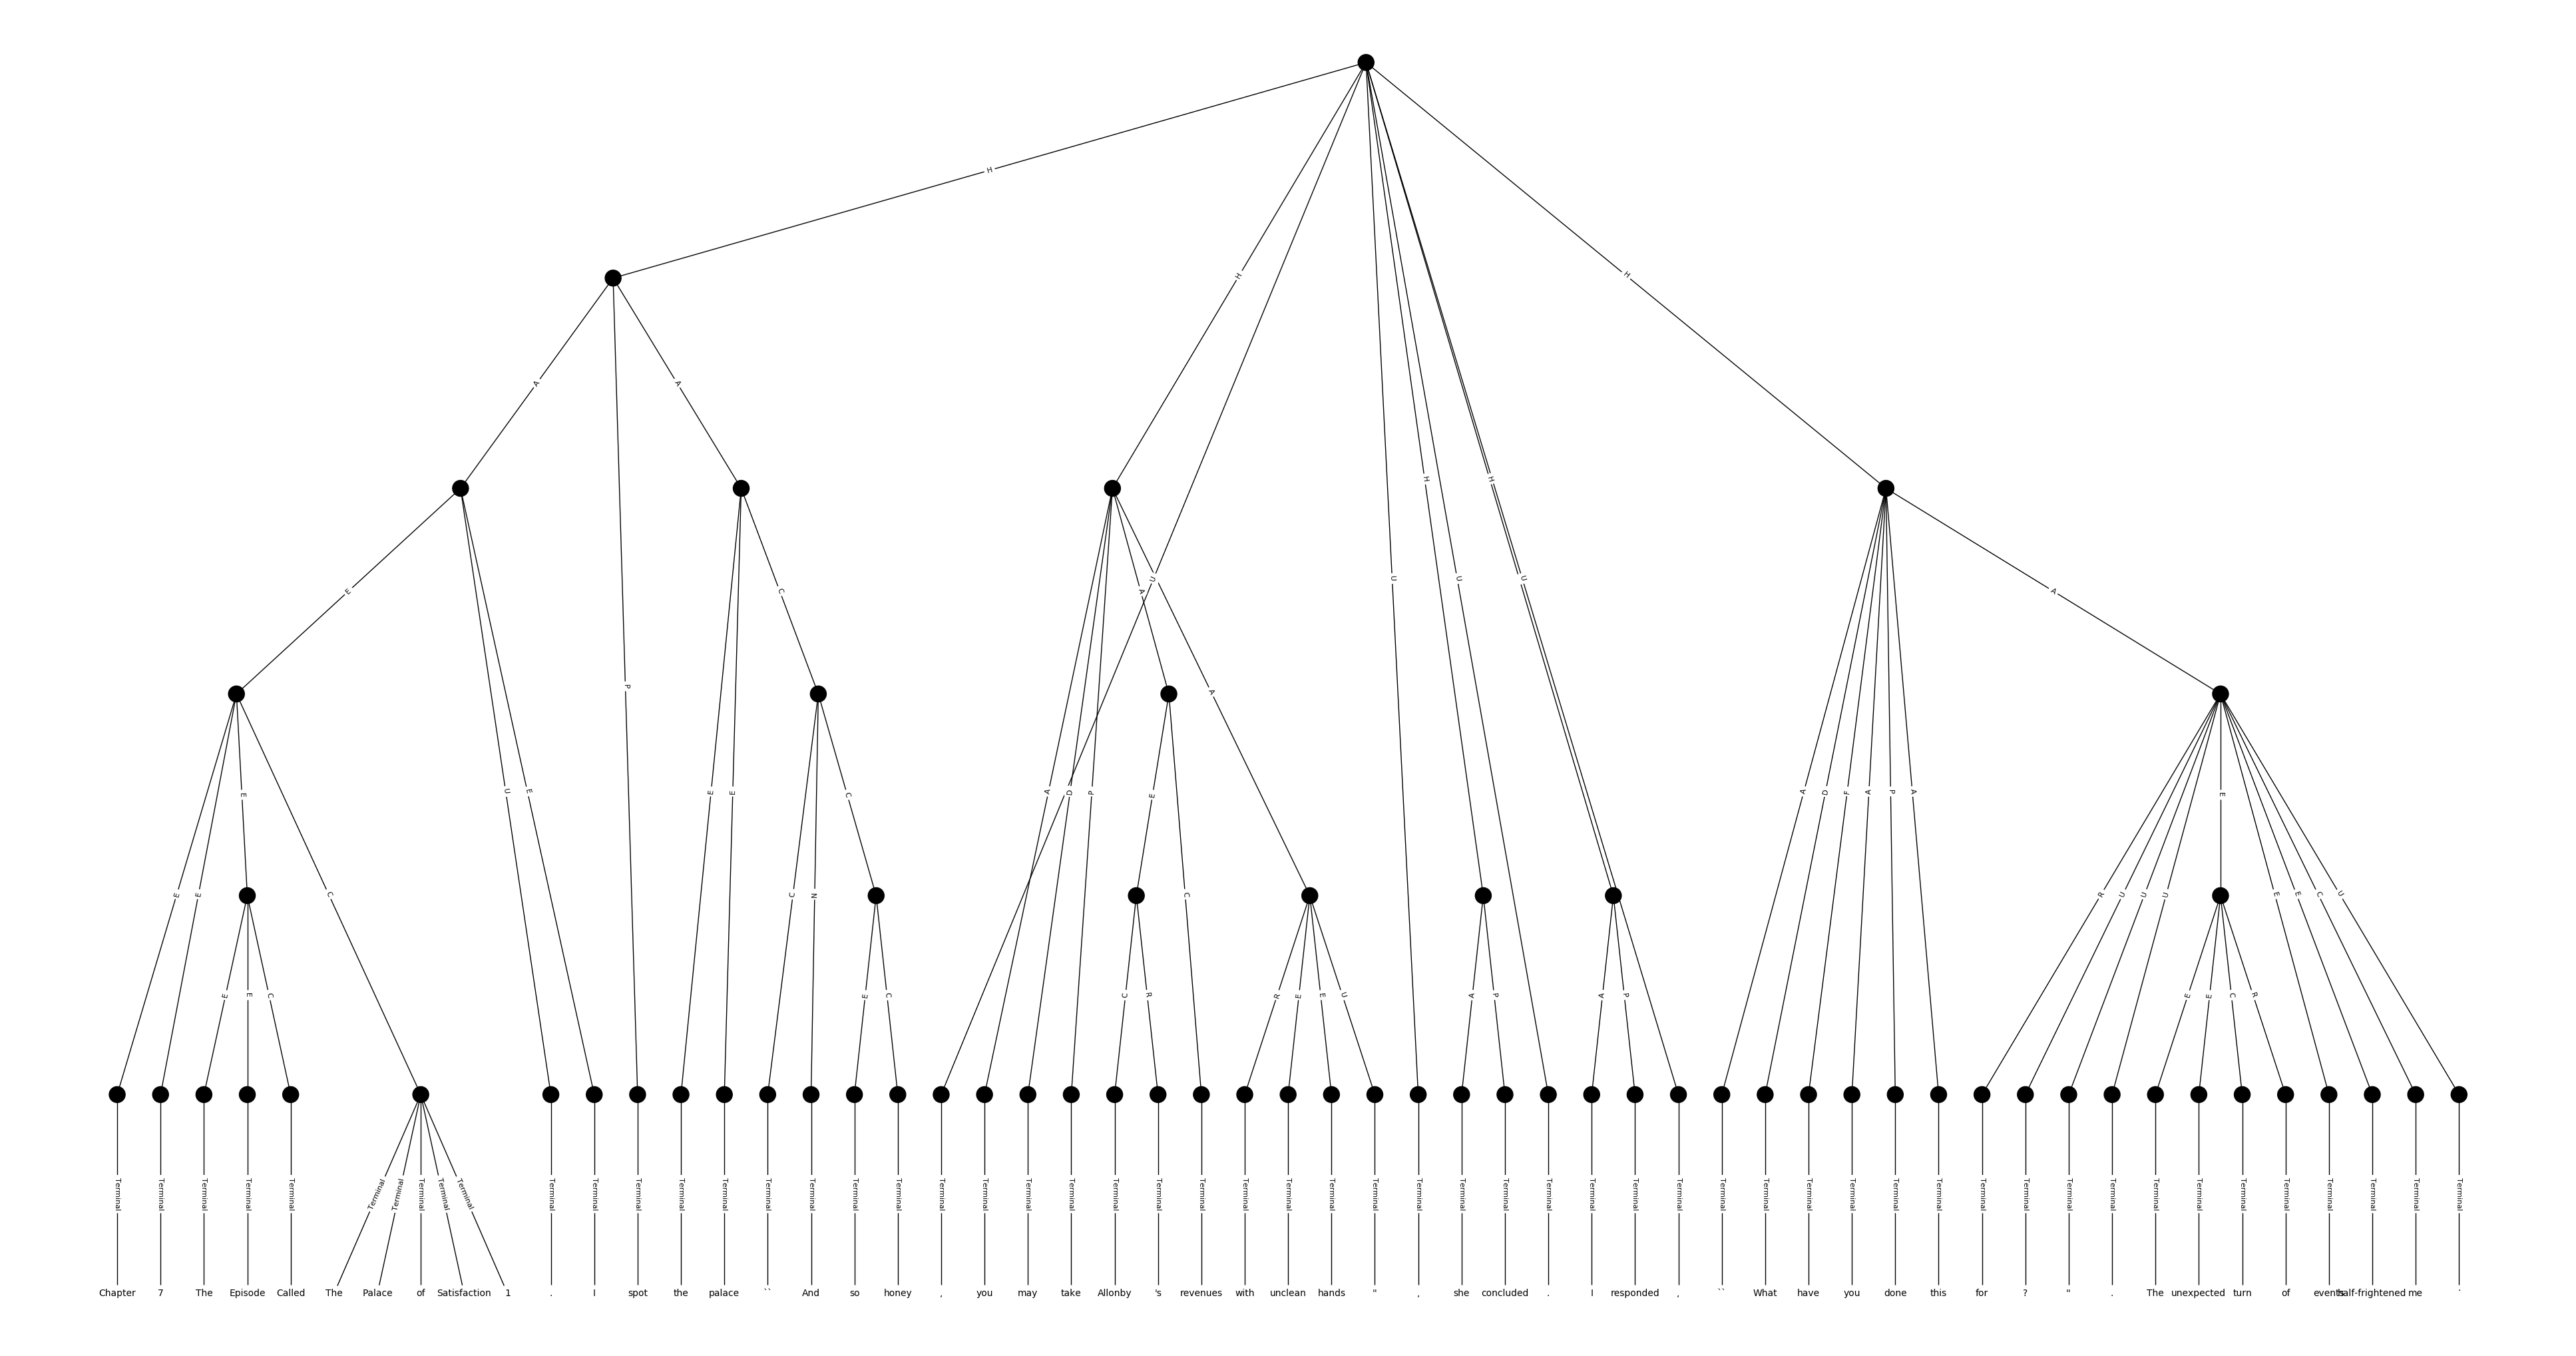 H
H H
A A
H H
U U U
E C A A
P
U E E E A D P E A D F A P A E
E E C C N C R U U U E E C U
E E C E C C R R E E U A P A P E E C R
Terminal Terminal Terminal Terminal Terminal Terminal Terminal Terminal Terminal Terminal Terminal Terminal Terminal Terminal Terminal Terminal Terminal Terminal Terminal Terminal Terminal Terminal Terminal Terminal Terminal Terminal Terminal Terminal Terminal Terminal Terminal Terminal Terminal Terminal Terminal Terminal Terminal Terminal Terminal Terminal Terminal Terminal Terminal Terminal Terminal Terminal Terminal Terminal Terminal Terminal Terminal Terminal Terminal Terminal Terminal
Chapter 7 The Episode Called The Palace of Satisfaction 1 . I spot the palace `` And so honey , you may take Allonby 's revenues with unclean hands " , she concluded . I responded , `` What have you done this for ? " . The unexpected turn of events half-frightened me